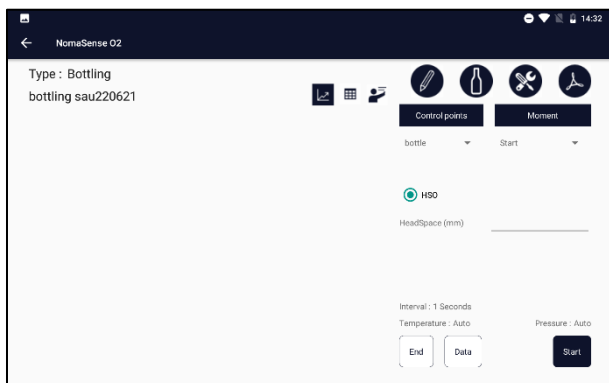 14:32
NomaSense O2
Type : Bottling
bottling sau220621
Control points
Moment
bottle
Start
HSO
HeadSpace (mm)
Interval : 1 Seconds
Temperature : Auto
Pressure : Auto
End
Data
Start